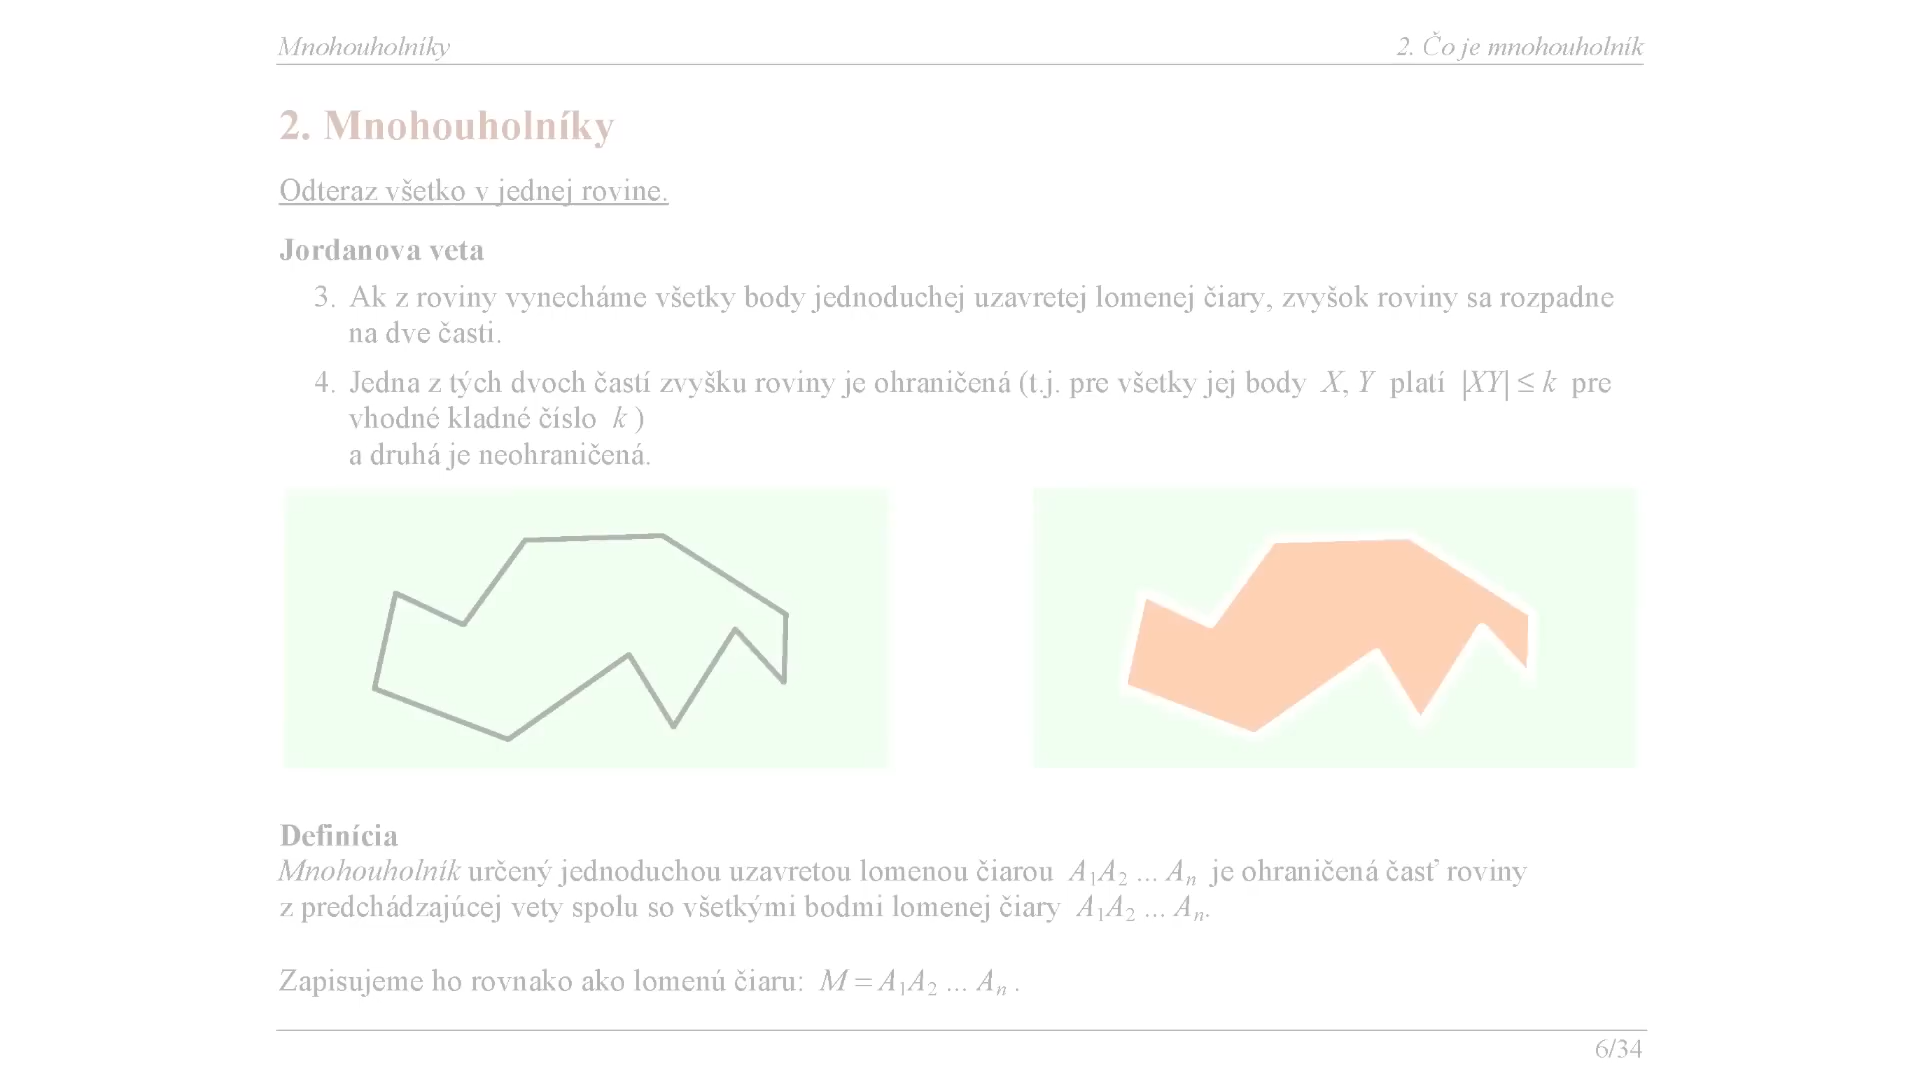 Mnohouholníky
2. Čo je mnohouholník
2. Mnohouholníky
Odteraz všetko v jednej rovine.
Jordanova veta
3. Ak z roviny vynecháme všetky body jednoduchej uzavretej lomenej čiary, zvyšok roviny sa rozpadne
na dve časti.
4. Jedna z tých dvoch častí zvyšku roviny je ohraničená (t.j. pre všetky jej body X, Y platí |XY| ≤ k pre
vhodné kladné číslo k )
a druhá je neohraničená.
Definícia
Mnohouholník určený jednoduchou uzavretou lomenou čiarou A₁A₂ ... Aₙ je ohraničená časť roviny
z predchádzajúcej vety spolu so všetkými bodmi lomenej čiary A₁A₂ ... Aₙ.
Zapisujeme ho rovnako ako lomenú čiaru: M = A₁A₂ ... Aₙ .
6/34